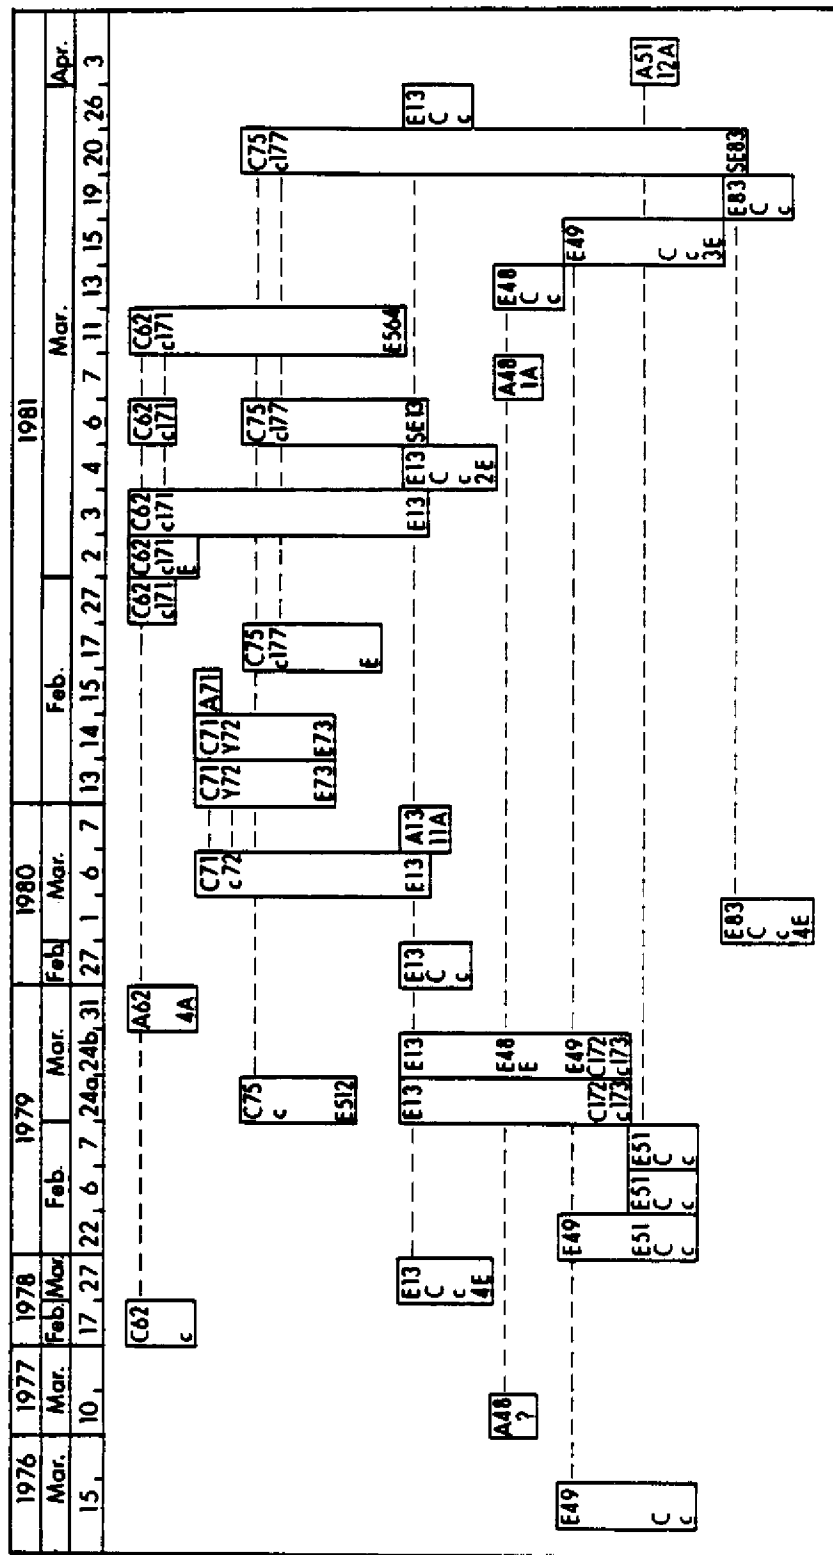 1976 1977 1978 1979 1980 1981
Mar. Mar. Feb. Mar. Feb. Mar. Feb. Mar. Feb. Mar. Apr.
15 10 17 27 22 6 7 24a 24b 31 27 1 6 7 13 14 15 17 27 2 3 4 6 7 11 13 15 19 20 26 3
E49
C
c
A48
?
C62
c
E13
C
c
4E
E49
E51
C
c
E51
C
c
E51
C
c
C75
c
E512
E13
C172
c173
E13
E48
E
E49
C172
c173
A62
4A
E13
C
c
E83
C
c
4E
C71
c72
E13
A13
11A
C71
Y72
E73
C71
Y72
E73
A71
C75
c177
E
C62
c171
C62
c171
E
C62
c171
E13
E13
C
c
2E
C62
c171
C75
c177
SE13
A48
1A
C62
c171
E564
E48
C
c
E49
C
c
3E
E83
C
c
C75
c177
SE83
E13
C
c
A51
12A